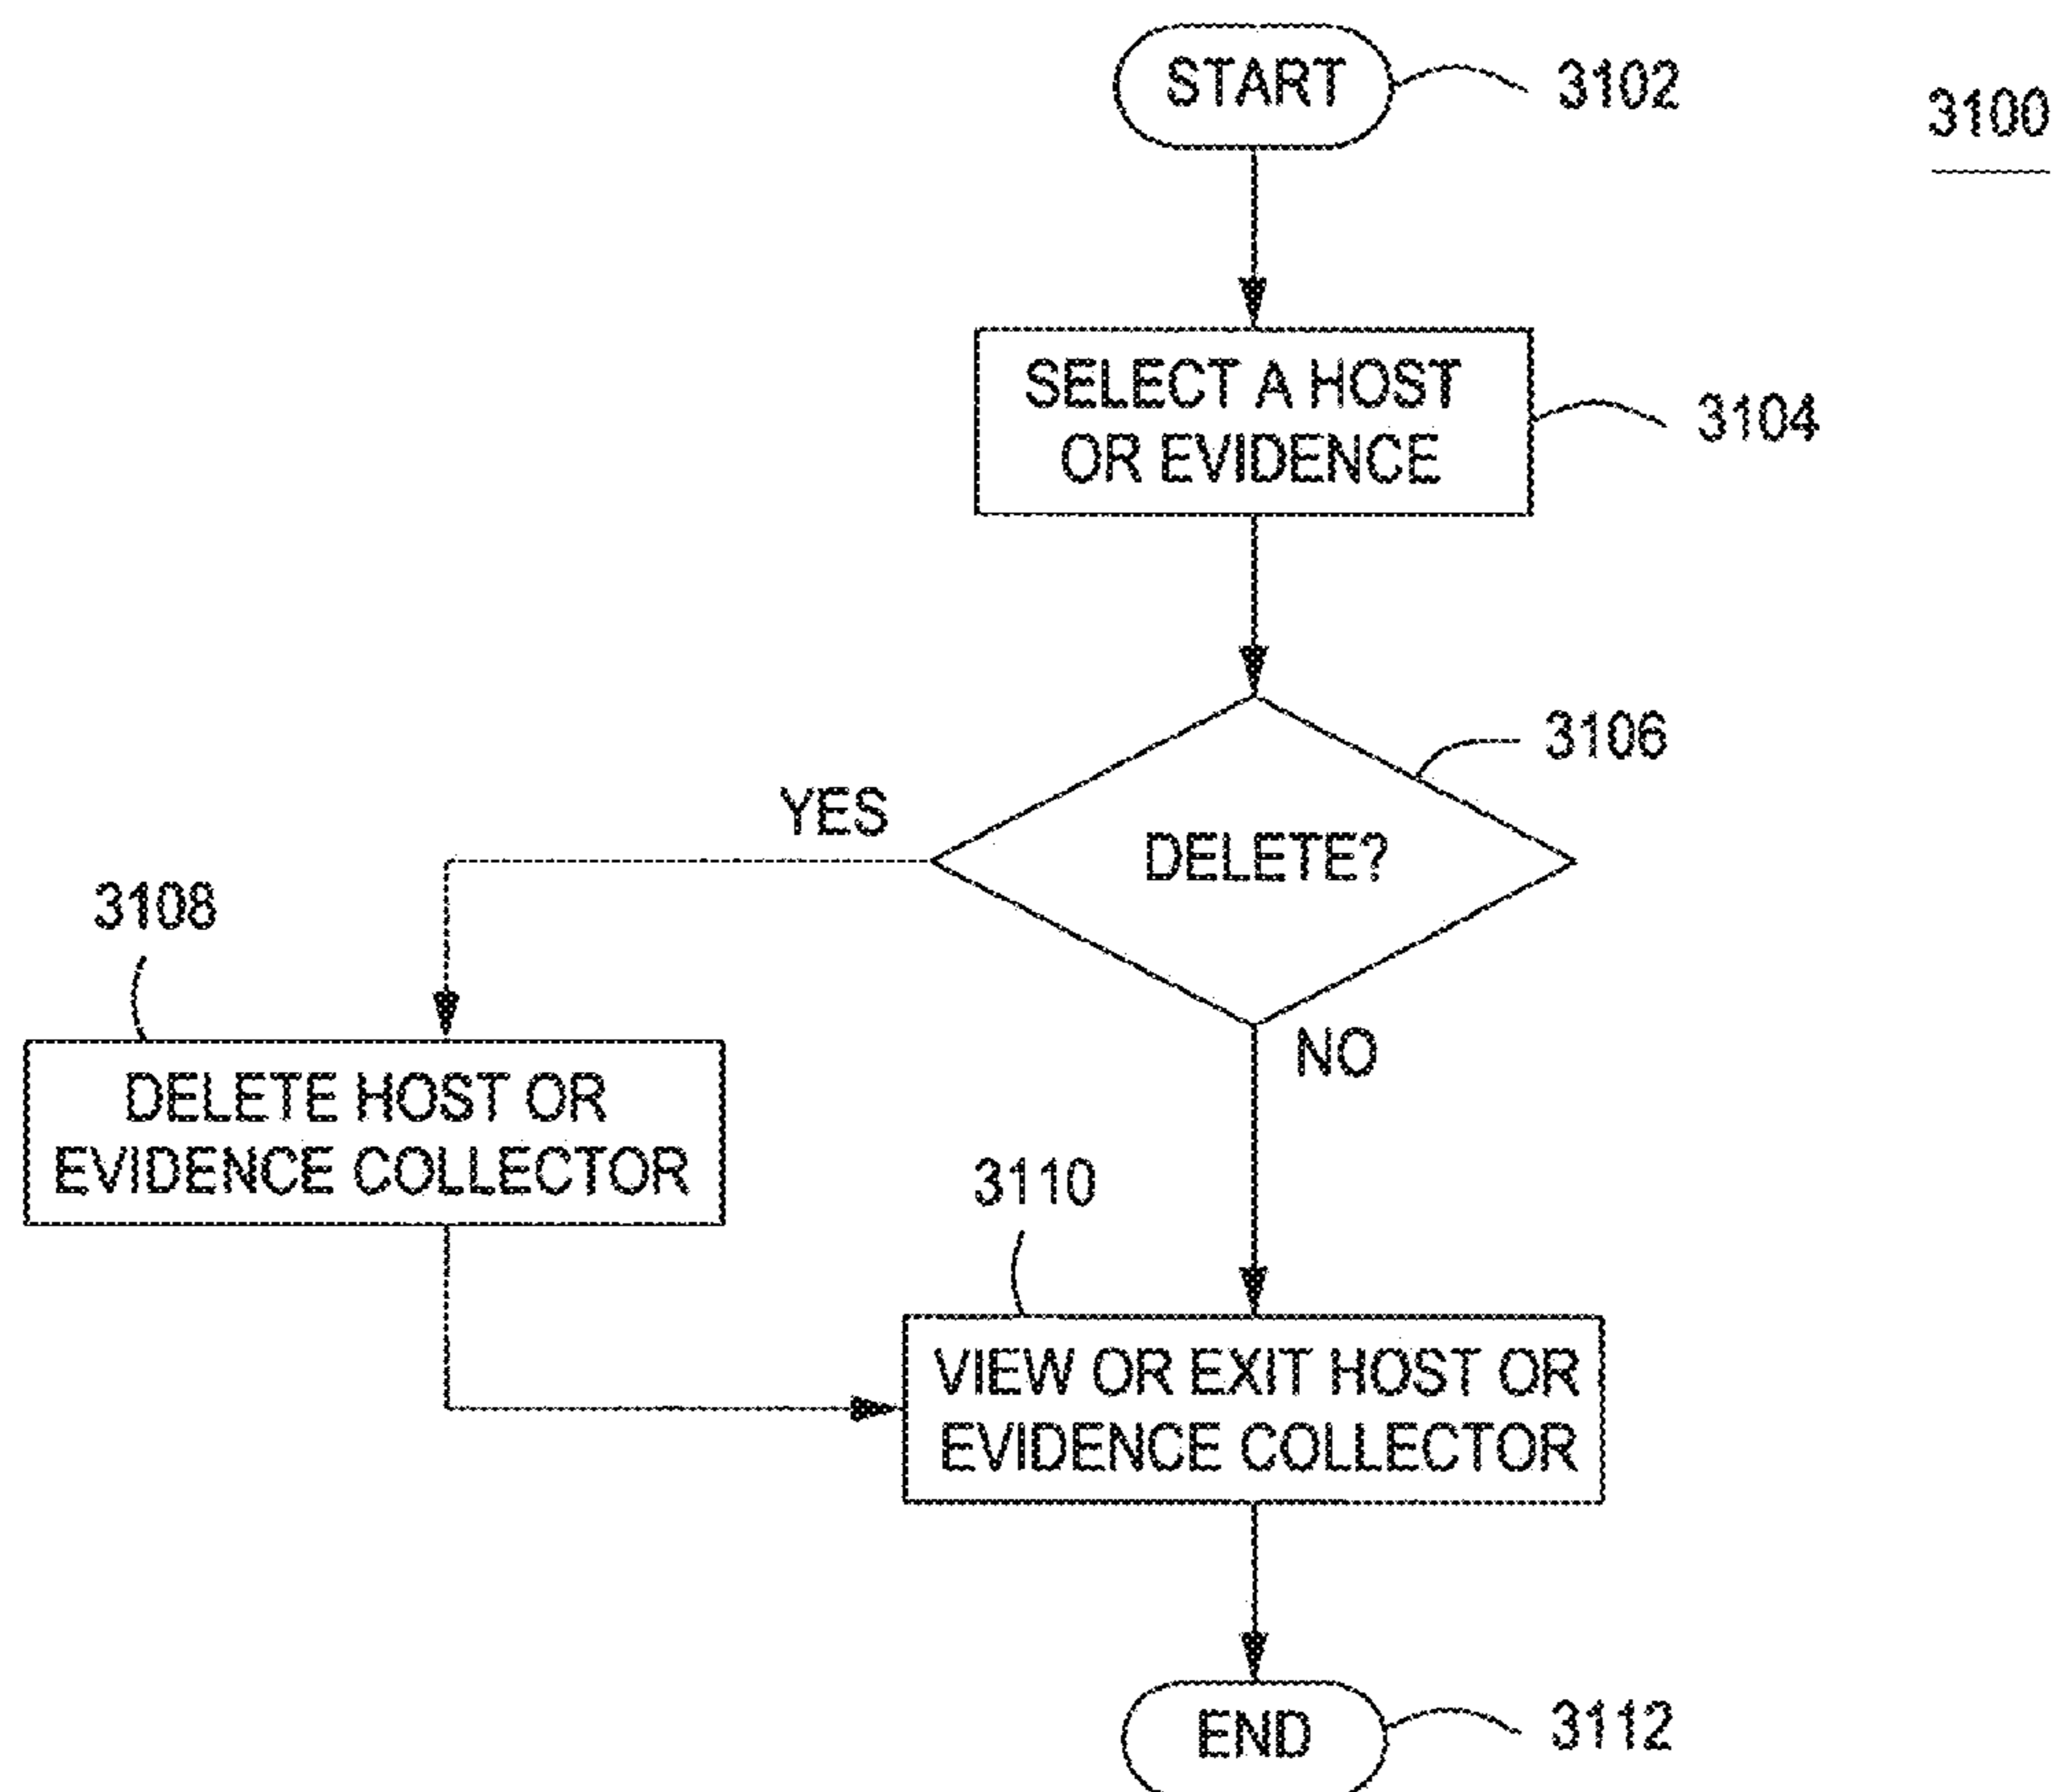 START
3102
3100
SELECT A HOST
OR EVIDENCE
3104
3106
DELETE?
YES
3108
NO
DELETE HOST OR
EVIDENCE COLLECTOR
3110
VIEW OR EXIT HOST OR
EVIDENCE COLLECTOR
END
3112